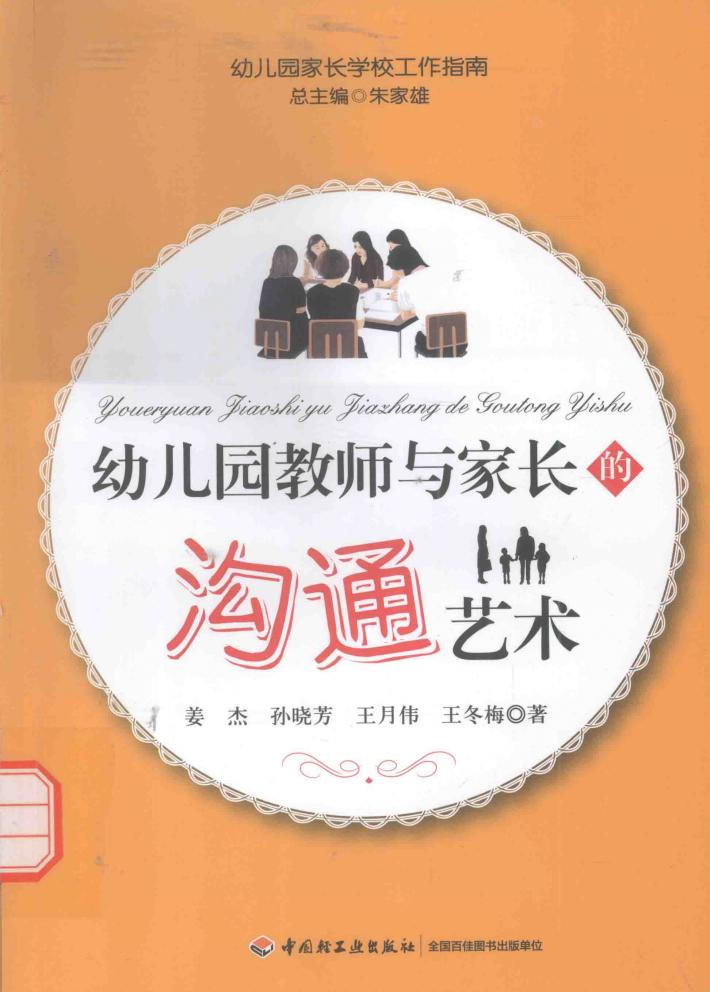 幼儿园家长学校工作指南
总主编◎朱家雄
Youeryuan Jiaoshi yu Jiazhang de Goutong Yishu
幼儿园教师与家长的
沟通艺术
姜 杰 孙晓芳 王月伟 王冬梅◎著
中国轻工业出版社 | 全国百佳图书出版单位